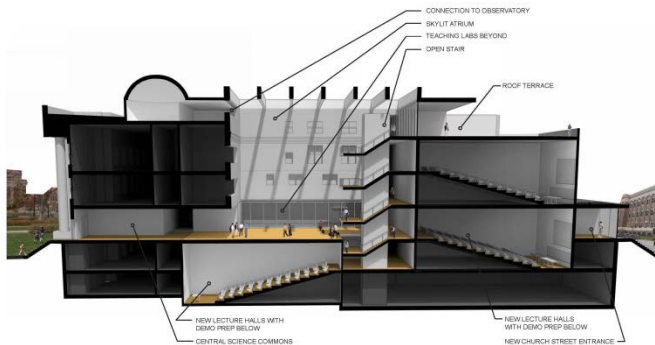 CONNECTION TO OBSERVATORY
SKYLIT ATRIUM
TEACHING LABS BEYOND
OPEN STAIR
ROOF TERRACE
NEW LECTURE HALLS WITH
DEMO PREP BELOW
CENTRAL SCIENCE COMMONS
NEW LECTURE HALLS
WITH DEMO PREP BELOW
NEW CHURCH STREET ENTRANCE